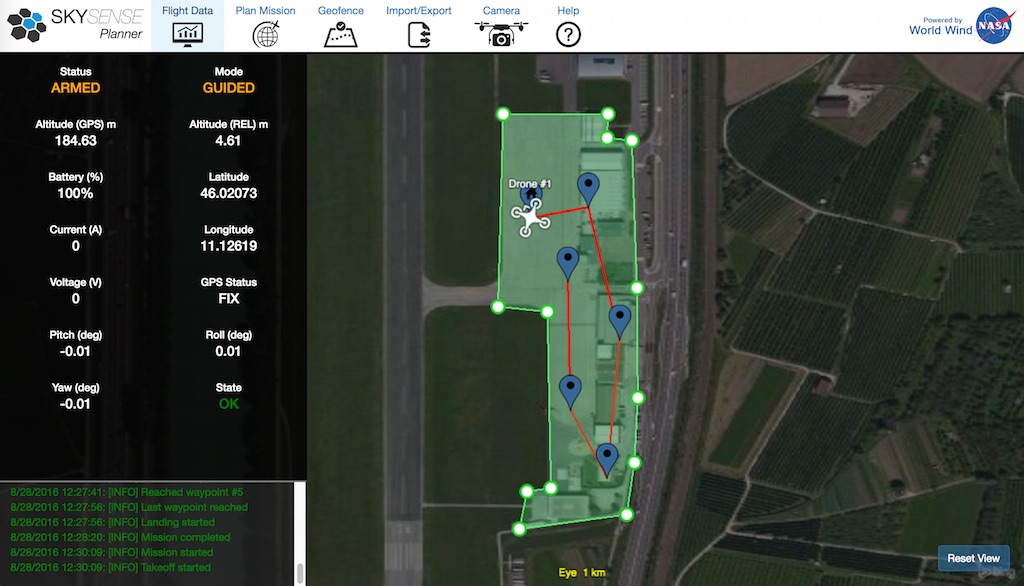 SKYSENSE
Planner
Flight Data
Plan Mission
Geofence
Import/Export
Camera
Help
Powered by
World Wind
NASA
Status
ARMED
Mode
GUIDED
Altitude (GPS) m
184.63
Altitude (REL) m
4.61
Battery (%)
100%
Latitude
46.02073
Current (A)
0
Longitude
11.12619
Voltage (V)
0
GPS Status
FIX
Pitch (deg)
-0.01
Roll (deg)
0.01
Yaw (deg)
-0.01
State
OK
8/28/2016 12:27:41: [INFO] Reached waypoint #5
8/28/2016 12:27:56: [INFO] Last waypoint reached
8/28/2016 12:27:56: [INFO] Landing started
8/28/2016 12:28:20: [INFO] Mission completed
8/28/2016 12:30:09: [INFO] Mission started
8/28/2016 12:30:09: [INFO] Takeoff started
Drone #1
Eye 1 km
Reset View